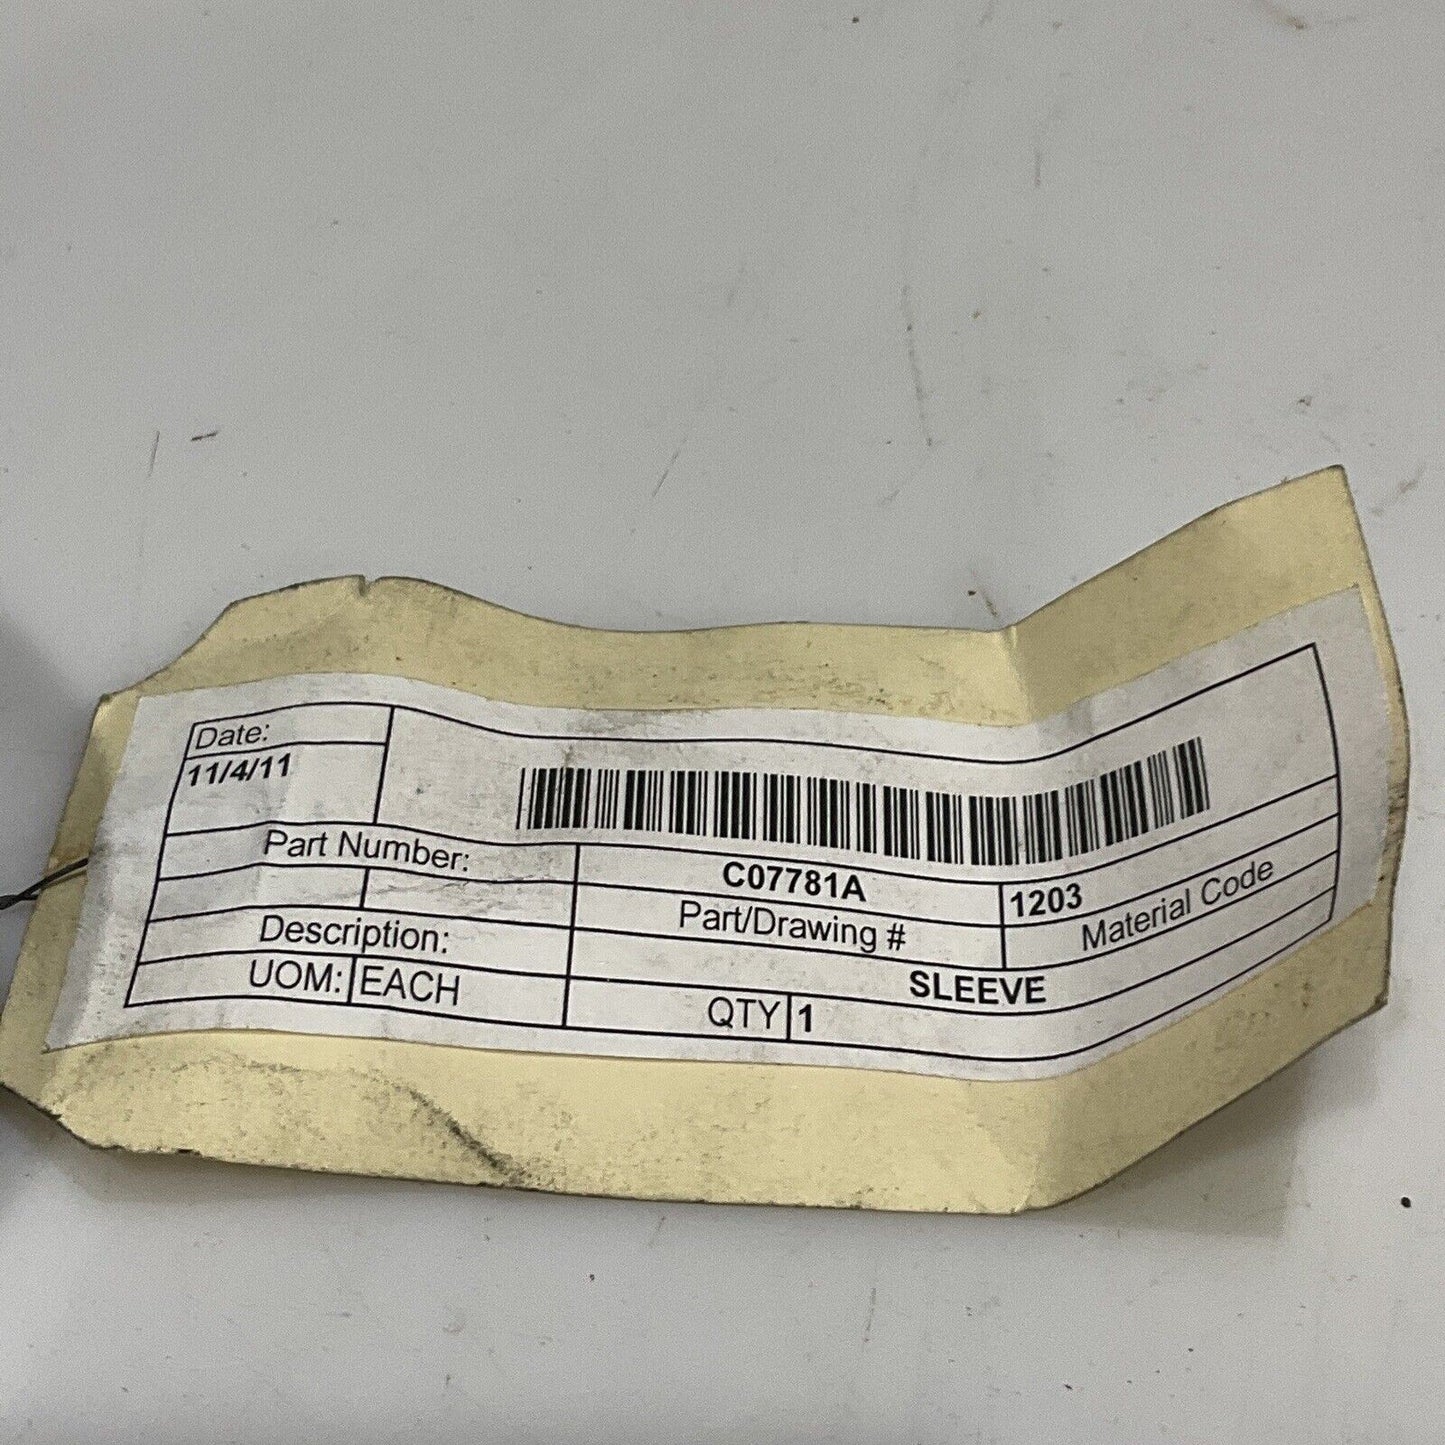 Date:
11/4/11
Part Number: C07781A 1203
Part/Drawing # Material Code
Description: SLEEVE
UOM: EACH QTY 1